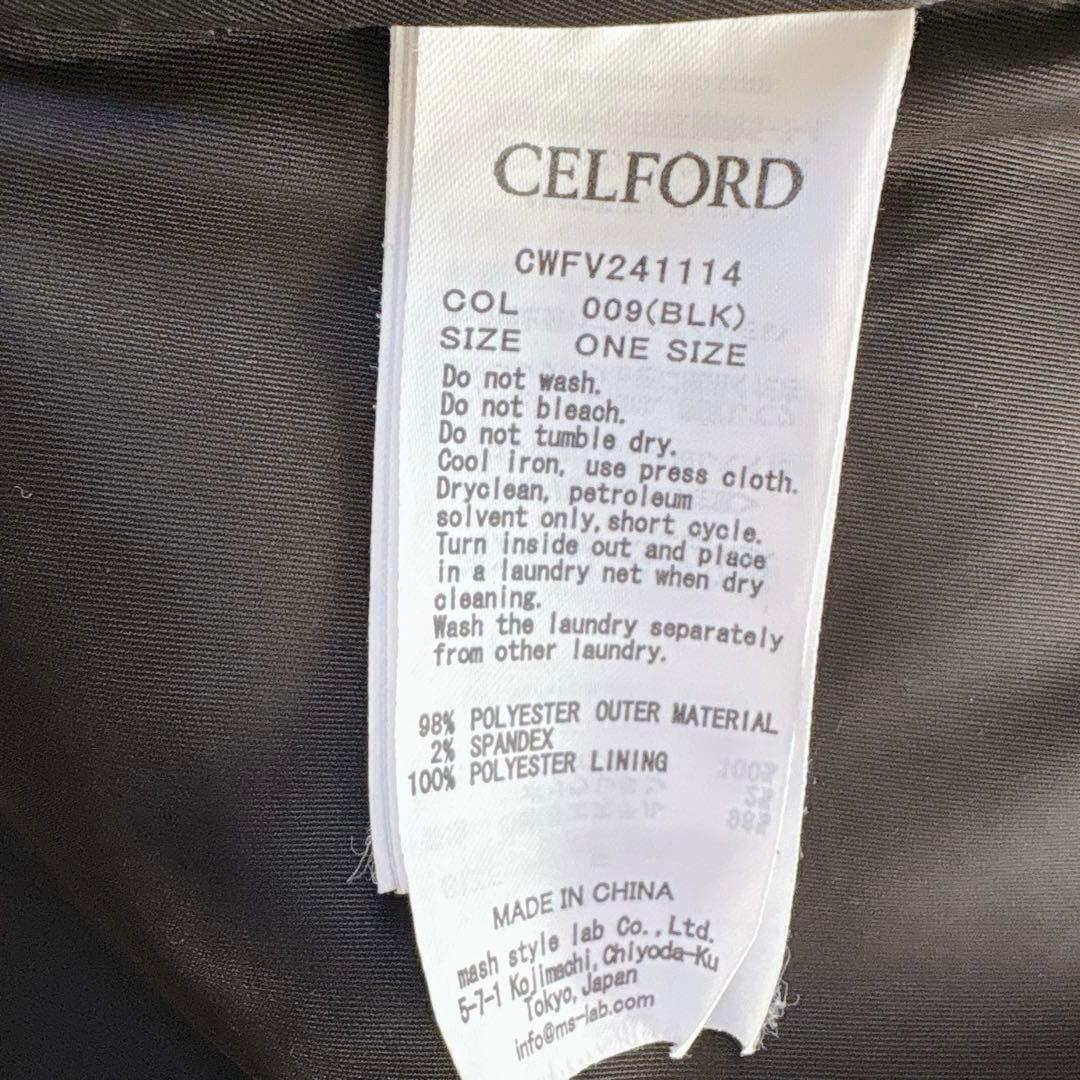 CELFORD
CWFV241114
COL 009(BLK)
SIZE ONE SIZE
Do not wash.
Do not bleach.
Do not tumble dry.
Cool iron, use press cloth.
Dryclean, petroleum
solvent only, short cycle.
Turn inside out and place
in a laundry net when dry
cleaning.
Wash the laundry separately
from other laundry.
98% POLYESTER OUTER MATERIAL
2% SPANDEX
100% POLYESTER LINING
MADE IN CHINA
mash style lab Co.,Ltd.
5-7-1 Kojimachi, Chiyoda-Ku
Tokyo, Japan
info@ms-lab.com